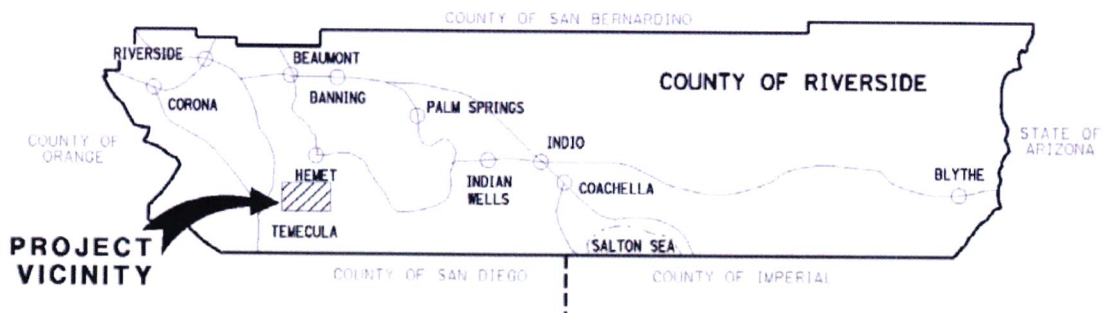 COUNTY OF SAN BERNARDINO
RIVERSIDE
BEAUMONT
COUNTY OF RIVERSIDE
CORONA
BANNING
PALM SPRINGS
COUNTY OF
ORANGE
STATE OF
ARIZONA
INDIO
HEMET
INDIAN
WELLS
COACHELLA
BLYTHE
PROJECT
VICINITY
TEMECULA
SALTON SEA
COUNTY OF SAN DIEGO
COUNTY OF IMPERIAL